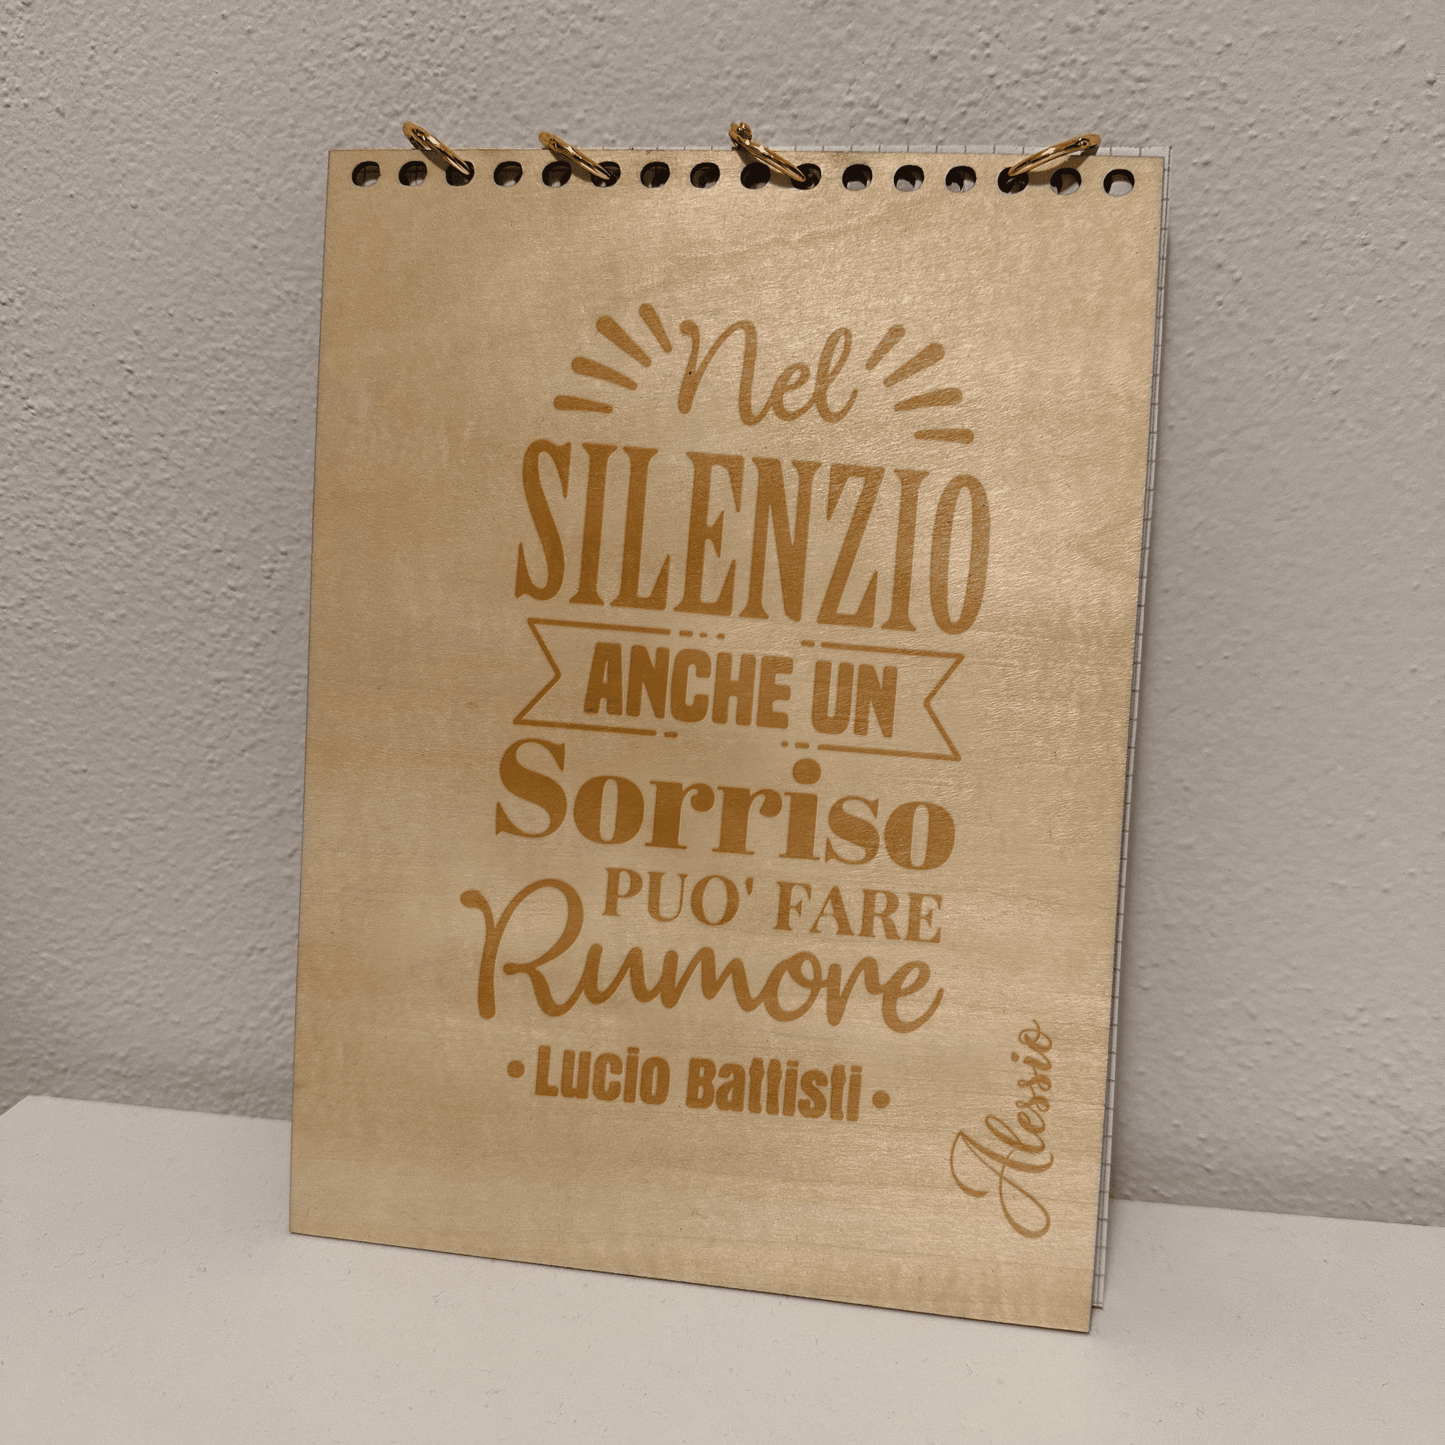 Nel
SILENZIO
ANCHE UN
Sorriso
PUO' FARE
Rumore
• Lucio Battisti •
Alessio